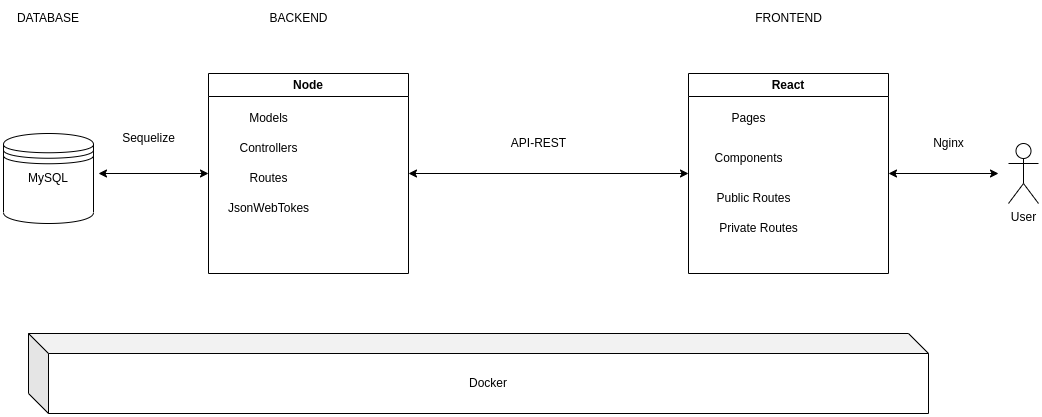 DATABASE
BACKEND
FRONTEND
Node
React
Models
Pages
Sequelize
Controllers
API-REST
Components
Nginx
MySQL
Routes
Public Routes
JsonWebTokes
Private Routes
User
Docker